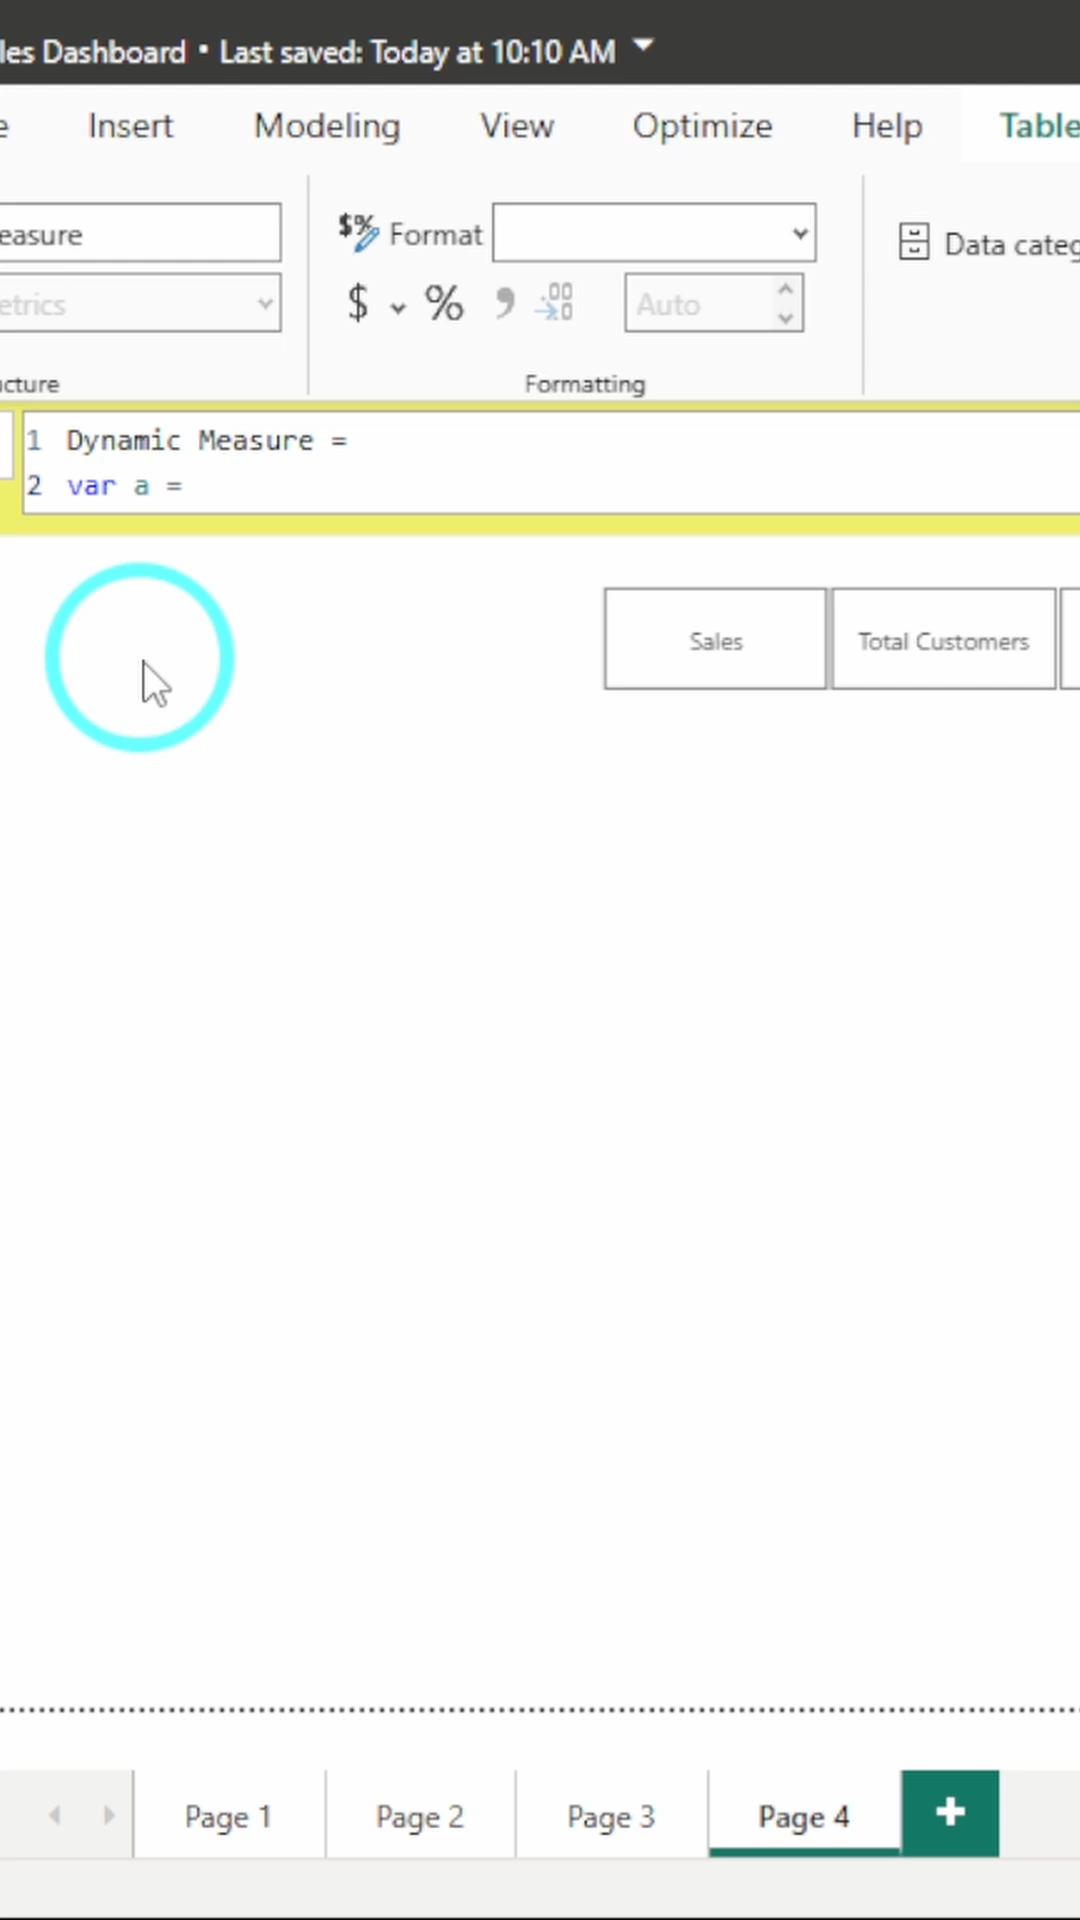 les Dashboard • Last saved: Today at 10:10 AM
e Insert Modeling View Optimize Help Table
easure $% Format Data categ
etrics $ % , .00 Auto
ucture Formatting
1 Dynamic Measure =
2 var a =
Sales Total Customers
Page 1 Page 2 Page 3 Page 4 +